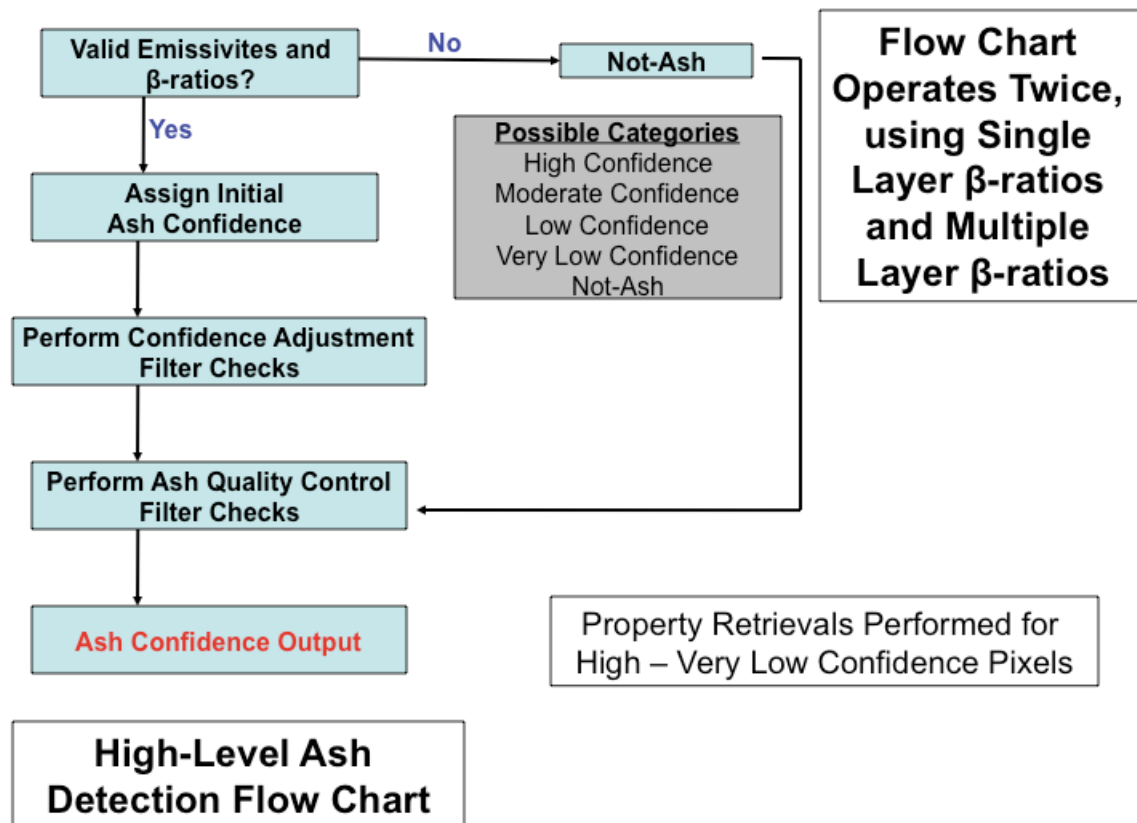 Valid Emissivites and
β-ratios?
No
Not-Ash
Flow Chart
Operates Twice,
using Single
Layer β-ratios
and Multiple
Layer β-ratios
Yes
Possible Categories
High Confidence
Moderate Confidence
Low Confidence
Very Low Confidence
Not-Ash
Assign Initial
Ash Confidence
Perform Confidence Adjustment
Filter Checks
Perform Ash Quality Control
Filter Checks
Ash Confidence Output
Property Retrievals Performed for
High – Very Low Confidence Pixels
High-Level Ash
Detection Flow Chart